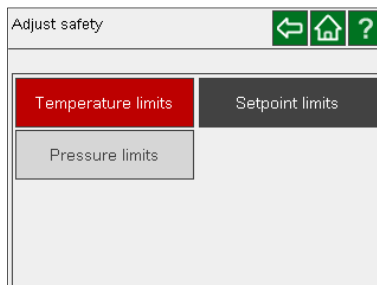 Adjust safety
?
Temperature limits
Setpoint limits
Pressure limits